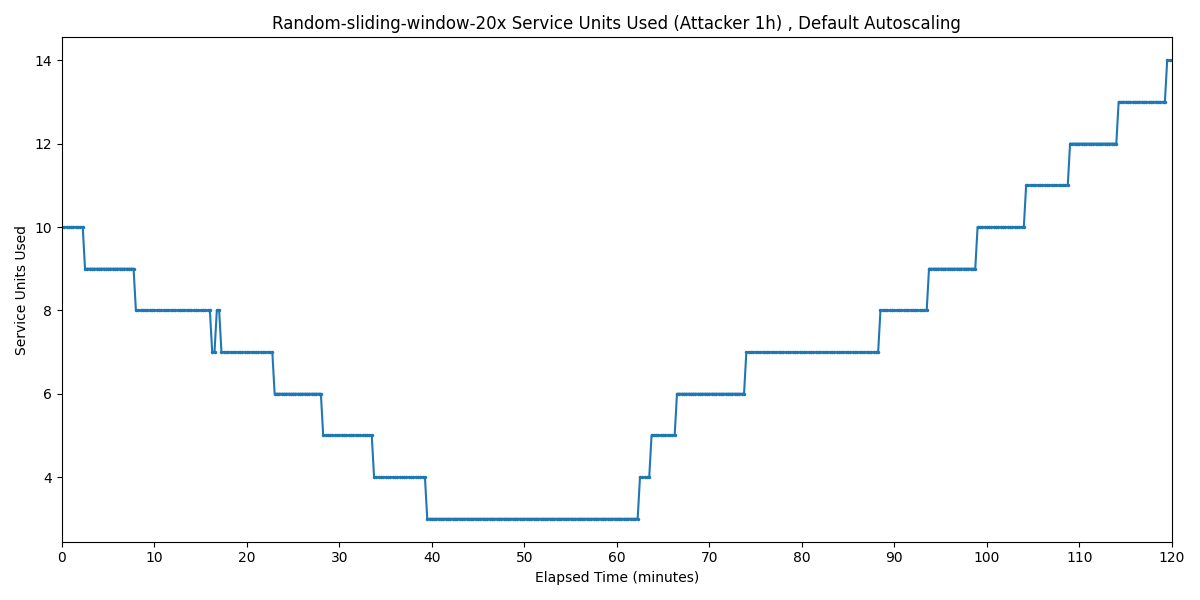 Random-sliding-window-20x Service Units Used (Attacker 1h) , Default Autoscaling
14
12
10
8
6
4
Service Units Used
0 10 20 30 40 50 60 70 80 90 100 110 120
Elapsed Time (minutes)